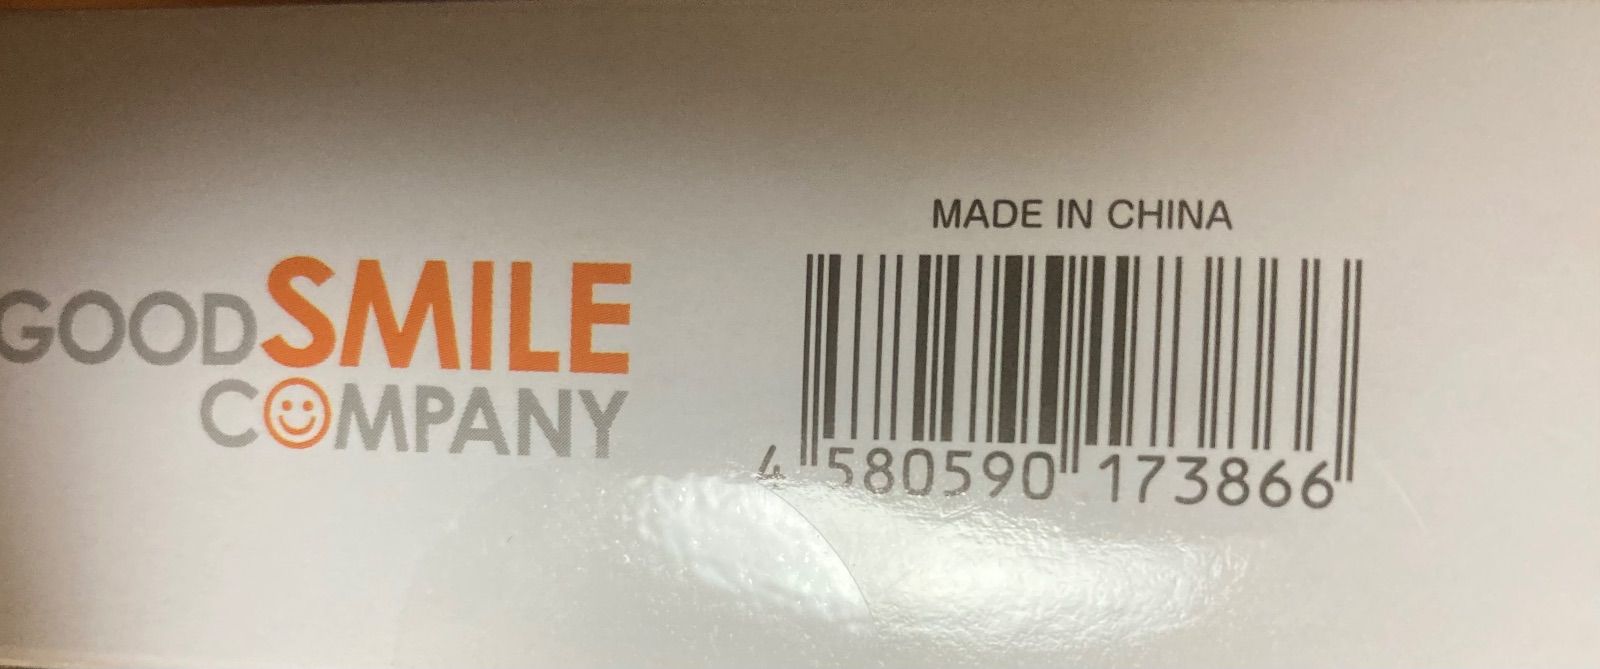 GOODSMILE
COMPANY
MADE IN CHINA
4 580590 173866